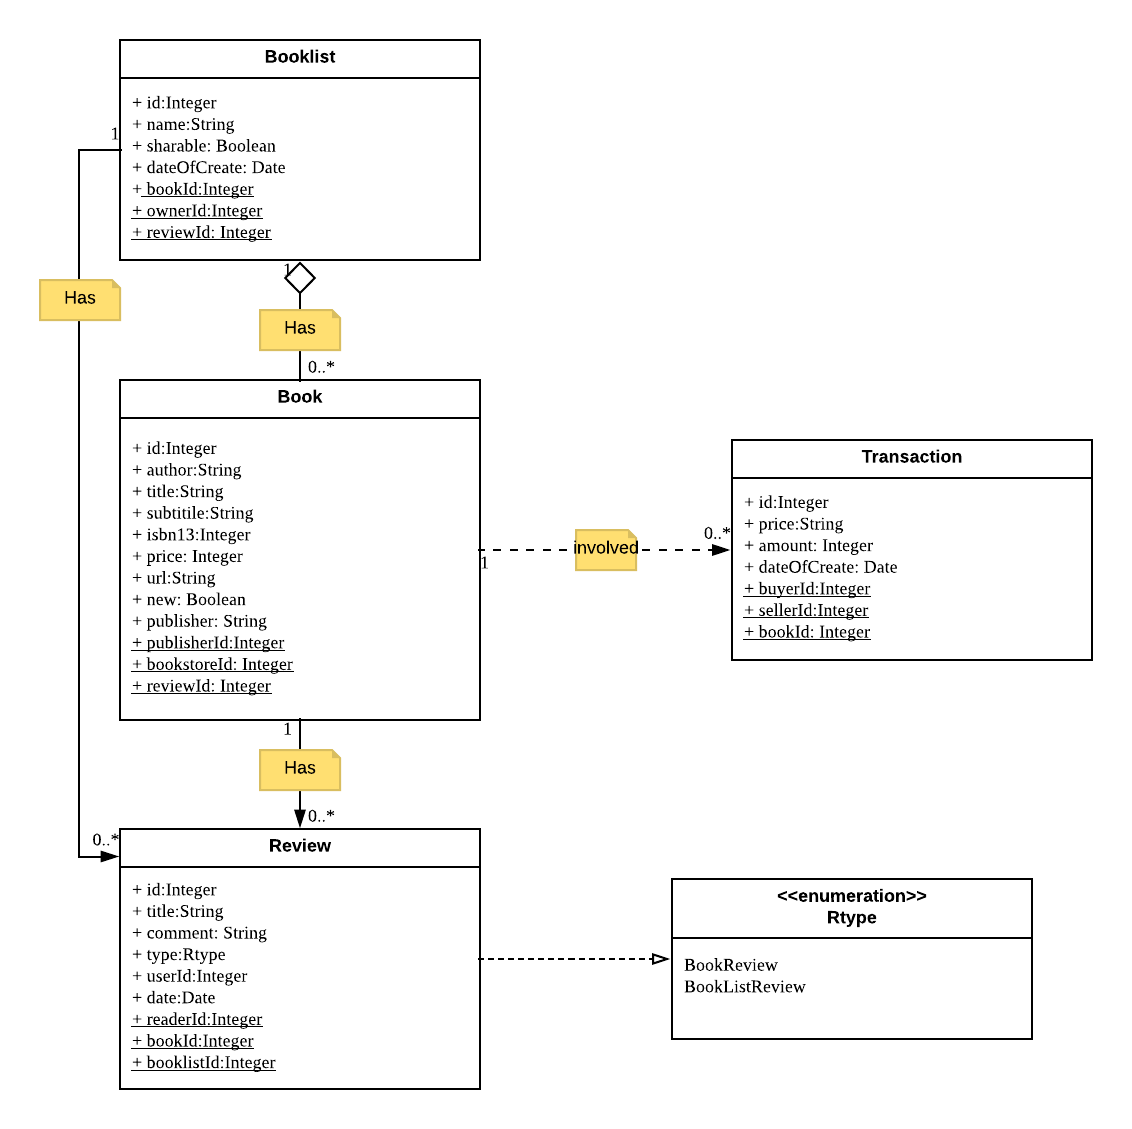 Booklist
+ id:Integer
+ name:String
+ sharable: Boolean
+ dateOfCreate: Date
+ bookId:Integer
+ ownerId:Integer
+ reviewId: Integer
1
1
Has
Has
0..*
Book
+ id:Integer
+ author:String
+ title:String
+ subtitile:String
+ isbn13:Integer
+ price: Integer
+ url:String
+ new: Boolean
+ publisher: String
+ publisherId:Integer
+ bookstoreId: Integer
+ reviewId: Integer
1
involved
0..*
Transaction
+ id:Integer
+ price:String
+ amount: Integer
+ dateOfCreate: Date
+ buyerId:Integer
+ sellerId:Integer
+ bookId: Integer
1
Has
0..*
0..*
Review
+ id:Integer
+ title:String
+ comment: String
+ type:Rtype
+ userId:Integer
+ date:Date
+ readerId:Integer
+ bookId:Integer
+ booklistId:Integer
<<enumeration>>
Rtype
BookReview
BookListReview